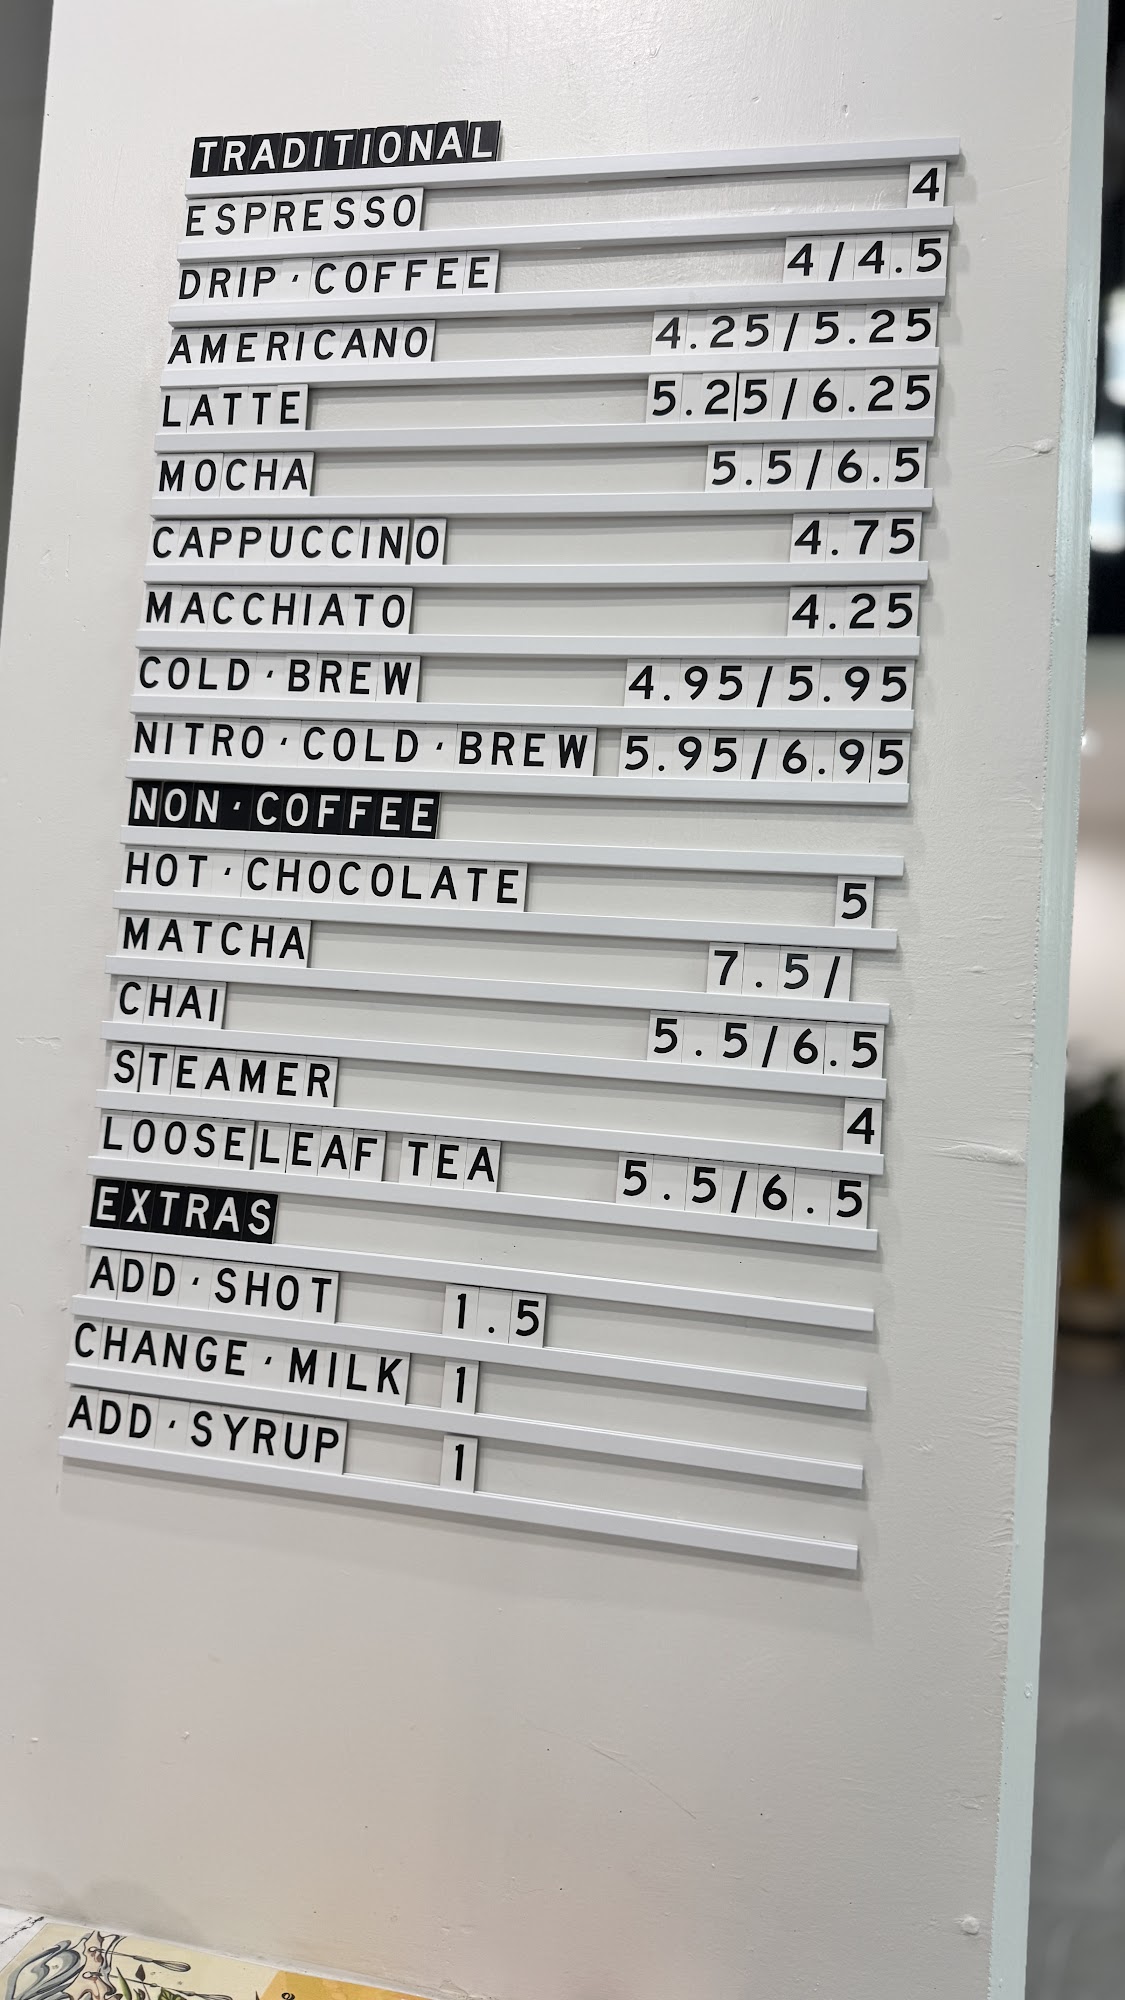 TRADITIONAL
ESPRESSO 4
DRIP·COFFEE 4/4.5
AMERICANO 4.25/5.25
LATTE 5.25/6.25
MOCHA 5.5/6.5
CAPPUCCINO 4.75
MACCHIATO 4.25
COLD·BREW 4.95/5.95
NITRO·COLD·BREW 5.95/6.95
NON·COFFEE
HOT·CHOCOLATE 5
MATCHA 7.5/
CHAI 5.5/6.5
STEAMER 4
LOOSELEAF TEA 5.5/6.5
EXTRAS
ADD·SHOT 1.5
CHANGE·MILK 1
ADD·SYRUP 1